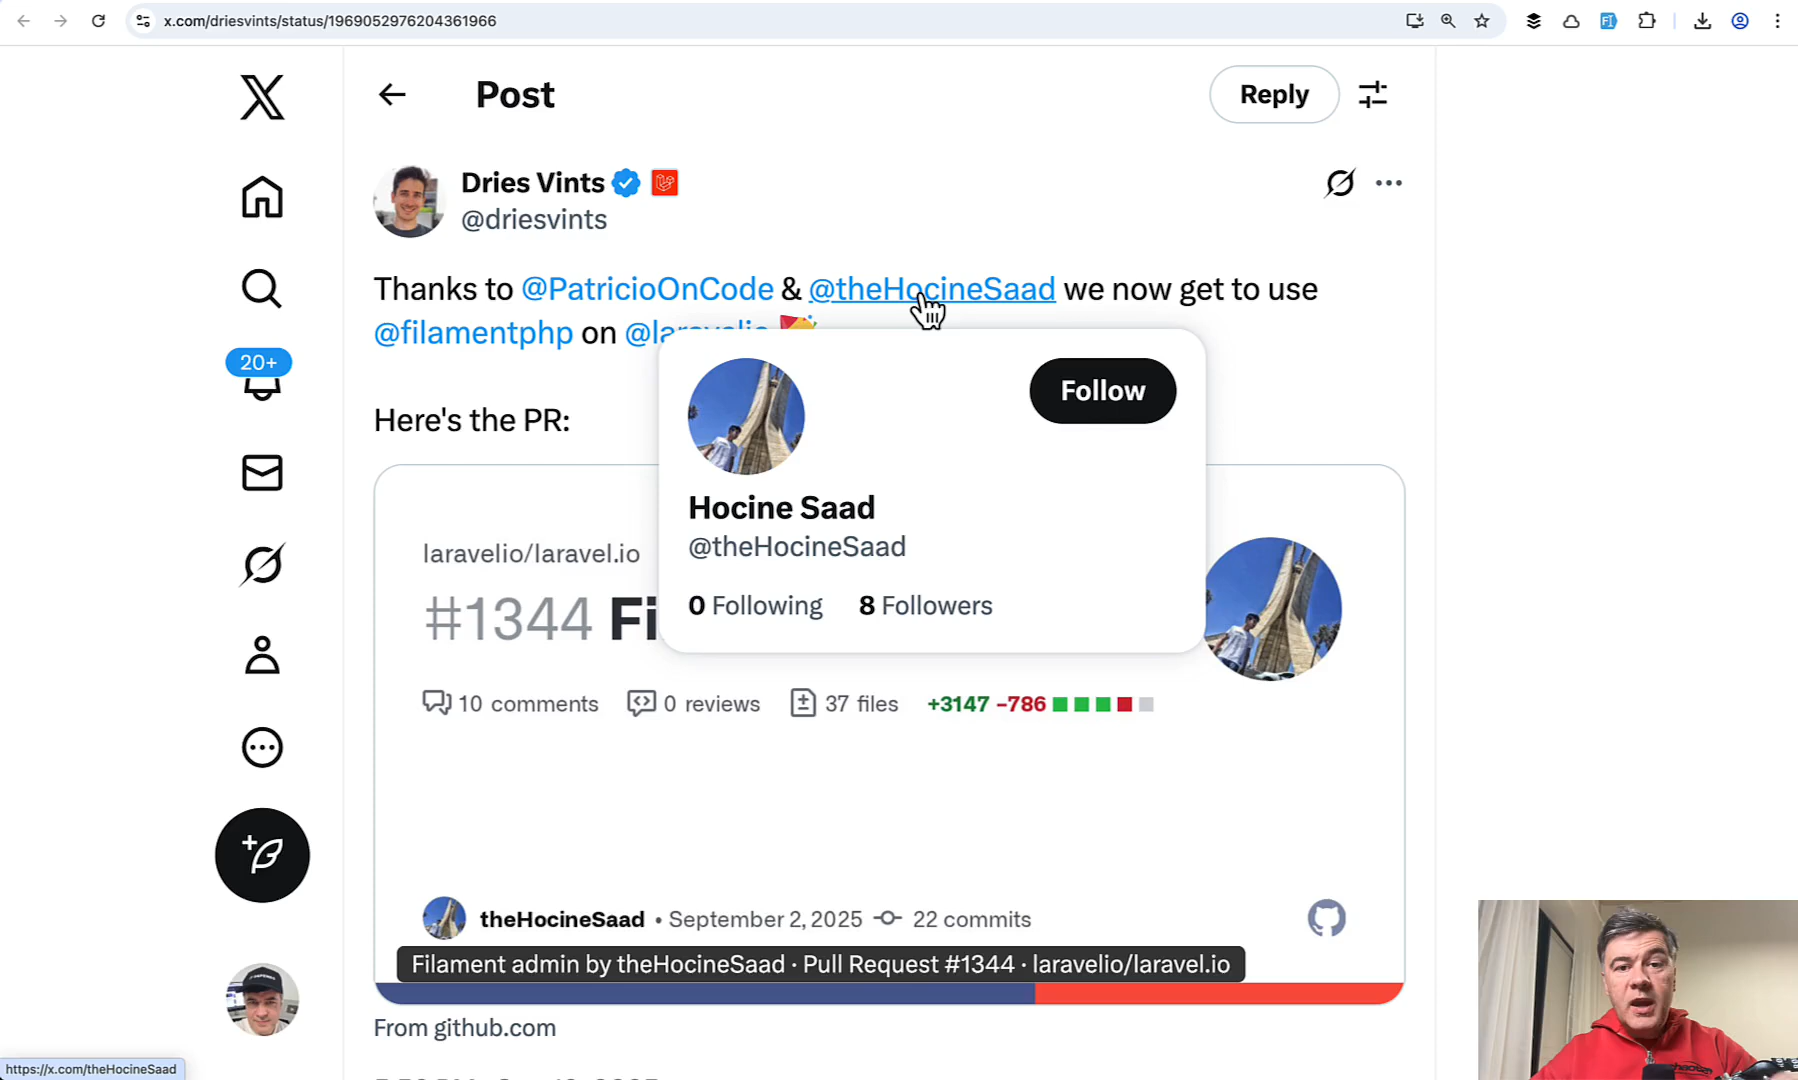 x.com/driesvints/status/1969052976204361966
Post
Reply
Dries Vints
@driesvints
Thanks to @PatricioOnCode & @theHocineSaad we now get to use
@filamentphp on
Here's the PR:
20+
Follow
Hocine Saad
@theHocineSaad
0 Following 8 Followers
laravelio/laravel.io
#1344 Fi
10 comments 0 reviews 37 files +3147 −786
theHocineSaad • September 2, 2025 22 commits
Filament admin by theHocineSaad · Pull Request #1344 · laravelio/laravel.io
From github.com
https://x.com/theHocineSaad